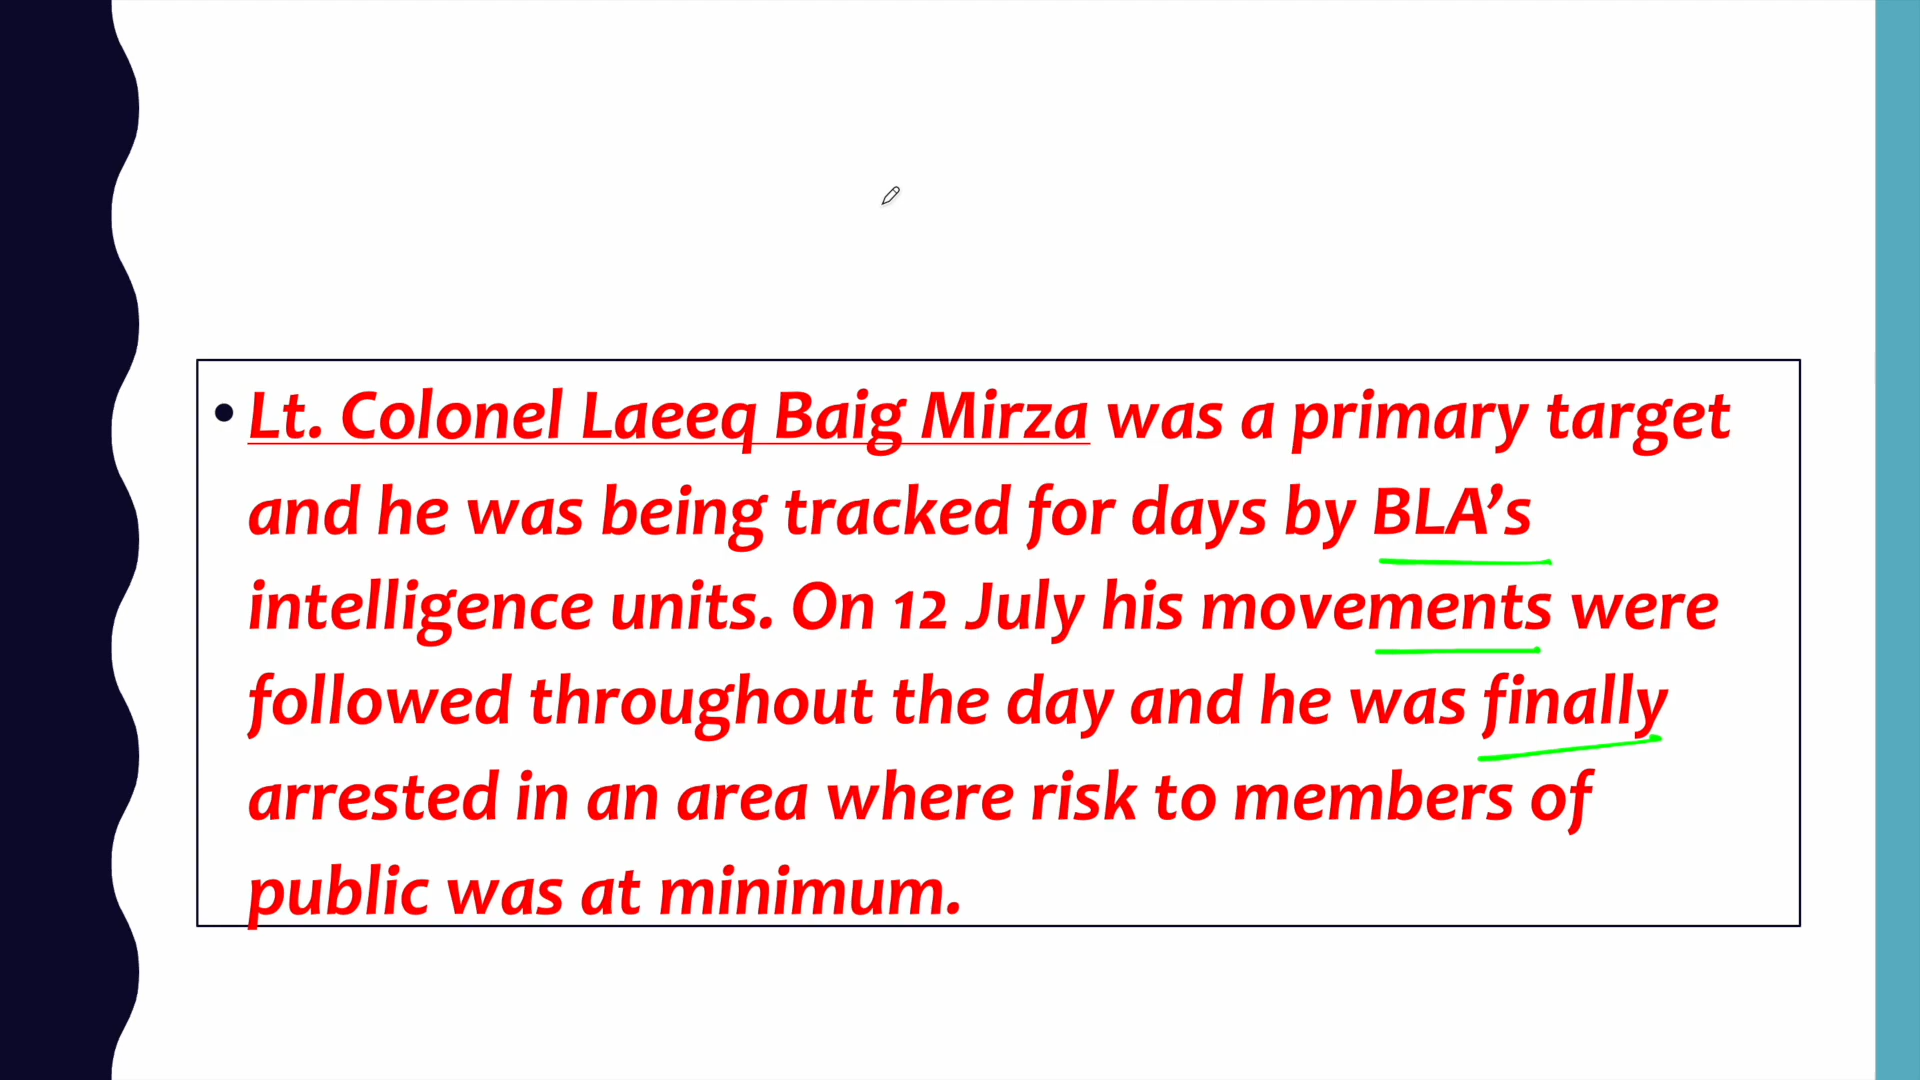 • Lt. Colonel Laeeq Baig Mirza was a primary target
and he was being tracked for days by BLA’s
intelligence units. On 12 July his movements were
followed throughout the day and he was finally
arrested in an area where risk to members of
public was at minimum.